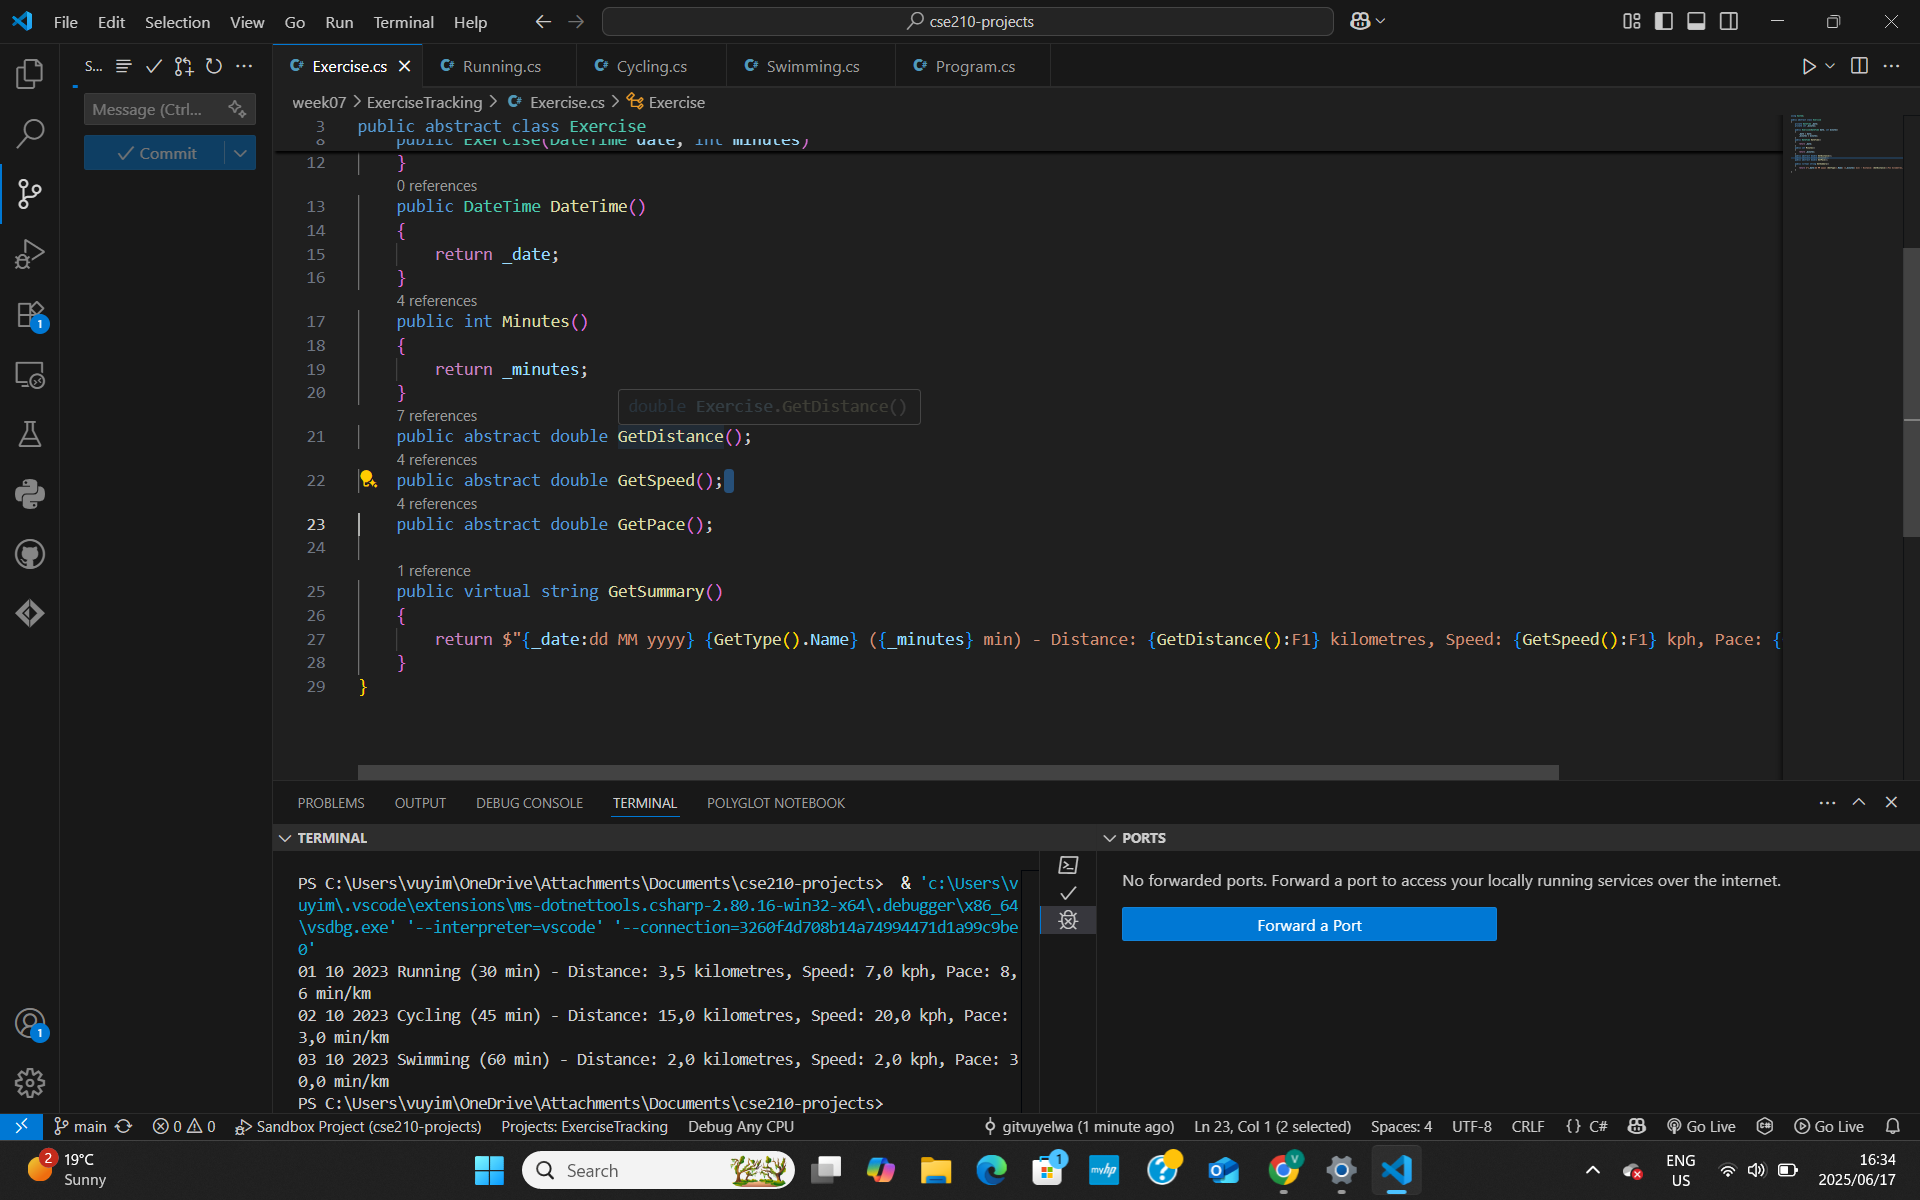 File Edit Selection View Go Run Terminal Help
cse210-projects
S...
Message (Ctrl...
Commit
Exercise.cs
Running.cs
Cycling.cs
Swimming.cs
Program.cs
week07 > ExerciseTracking > Exercise.cs > Exercise
3 public abstract class Exercise
8 public Exercise(DateTime date, int minutes)
12 }
0 references
13 public DateTime DateTime()
14 {
15 return _date;
16 }
4 references
17 public int Minutes()
18 {
19 return _minutes;
20 }
double Exercise.GetDistance()
7 references
21 public abstract double GetDistance();
4 references
22 public abstract double GetSpeed();
4 references
23 public abstract double GetPace();
24
1 reference
25 public virtual string GetSummary()
26 {
27 return $"{_date:dd MM yyyy} {GetType().Name} ({_minutes} min) - Distance: {GetDistance():F1} kilometres, Speed: {GetSpeed():F1} kph, Pace: {
28 }
29 }
PROBLEMS OUTPUT DEBUG CONSOLE TERMINAL POLYGLOT NOTEBOOK
TERMINAL
PS C:\Users\vuyim\OneDrive\Attachments\Documents\cse210-projects> & 'c:\Users\v
uyim\.vscode\extensions\ms-dotnettools.csharp-2.80.16-win32-x64\.debugger\x86_64
\vsdbg.exe' '--interpreter=vscode' '--connection=3260f4d708b14a74994471d1a99c9be
0'
01 10 2023 Running (30 min) - Distance: 3,5 kilometres, Speed: 7,0 kph, Pace: 8,
6 min/km
02 10 2023 Cycling (45 min) - Distance: 15,0 kilometres, Speed: 20,0 kph, Pace:
3,0 min/km
03 10 2023 Swimming (60 min) - Distance: 2,0 kilometres, Speed: 2,0 kph, Pace: 3
0,0 min/km
PS C:\Users\vuyim\OneDrive\Attachments\Documents\cse210-projects>
PORTS
No forwarded ports. Forward a port to access your locally running services over the internet.
Forward a Port
1
1
main 0 0 Sandbox Project (cse210-projects) Projects: ExerciseTracking Debug Any CPU gitvuyelwa (1 minute ago) Ln 23, Col 1 (2 selected) Spaces: 4 UTF-8 CRLF {} C# Go Live Go Live
2
19°C
Sunny
Search
1
myhp
V
ENG
US
16:34
2025/06/17